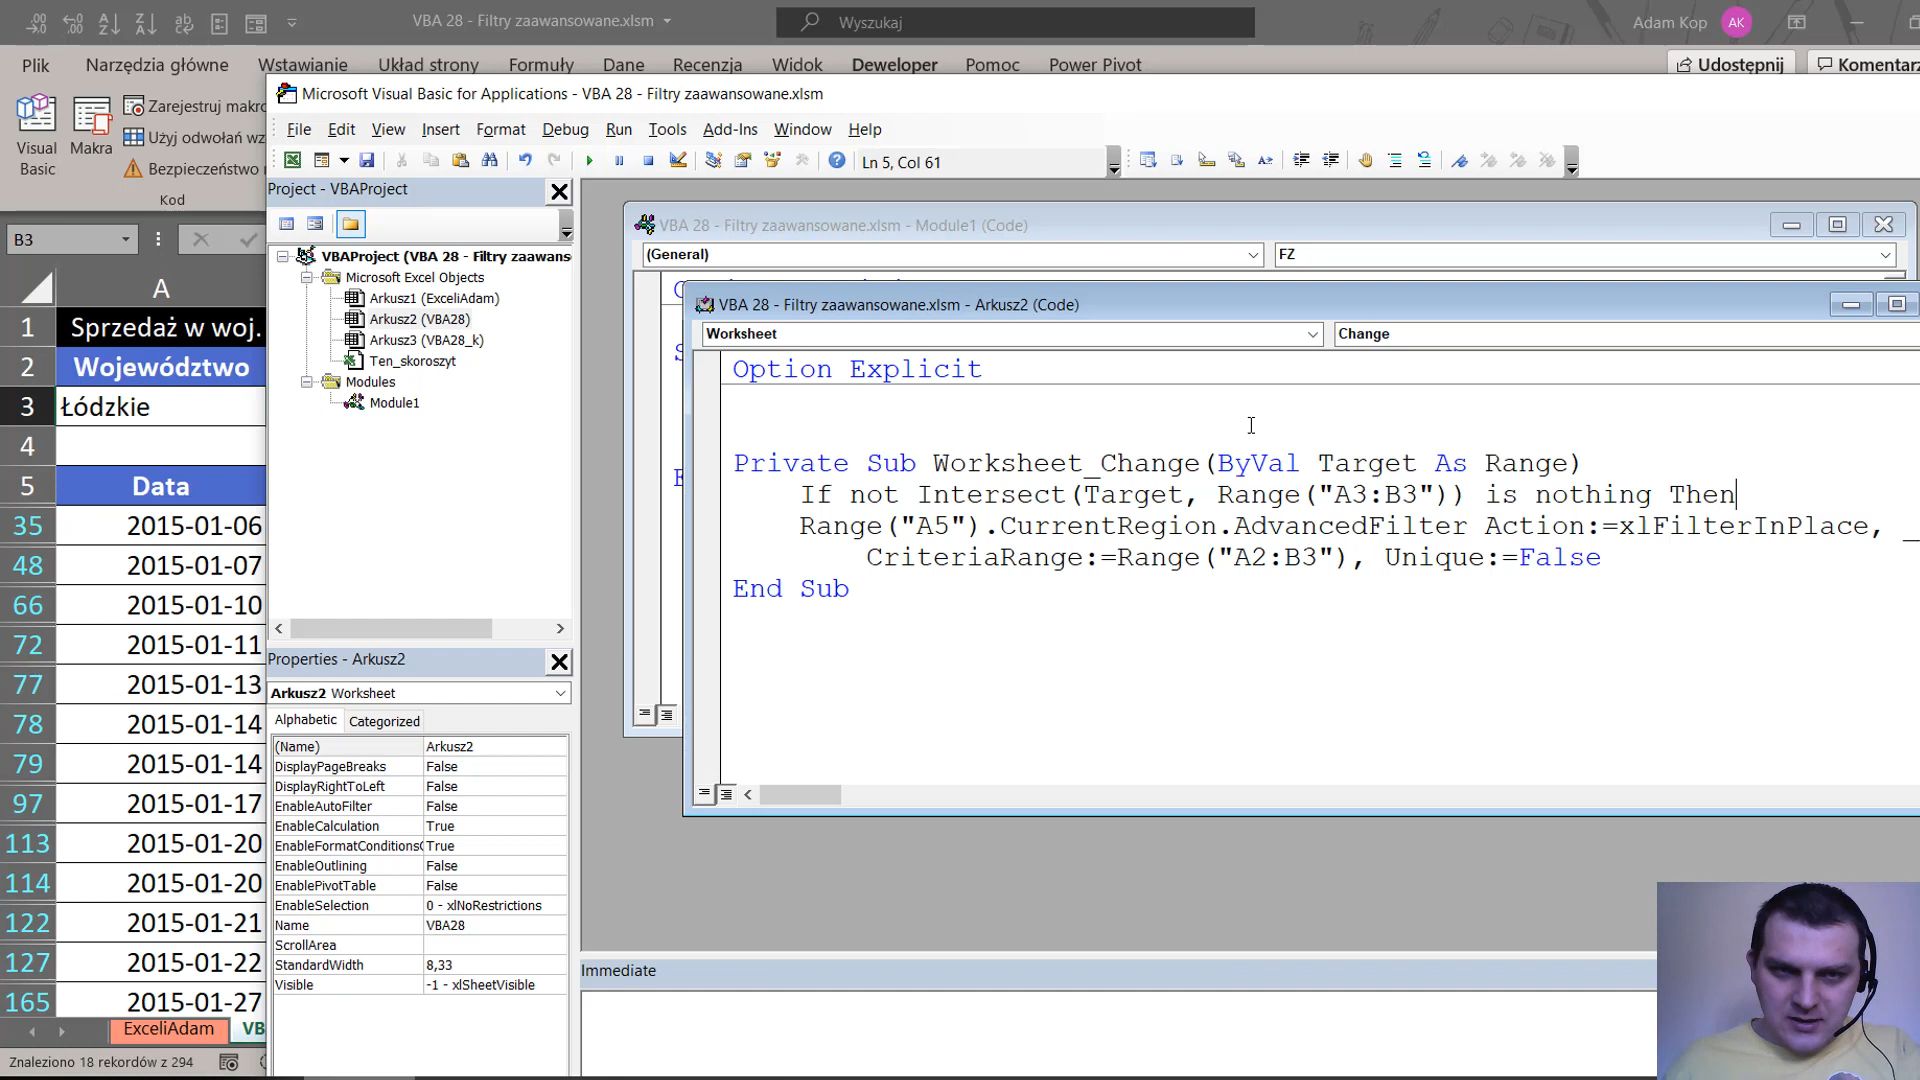 VBA 28 - Filtry zaawansowane.xlsm
Wyszukaj
Adam Kop
AK
Plik
Narzędzia główne
Wstawianie
Układ strony
Formuły
Dane
Recenzja
Widok
Deweloper
Pomoc
Power Pivot
Udostępnij
Komentarz
Visual
Basic
Makra
Zarejestruj makro
Użyj odwołań wz
Bezpieczeństwo
Kod
B3
A
1 Sprzedaż w woj.
2 Województwo
3 Łódzkie
4
5 Data
35 2015-01-06
48 2015-01-07
66 2015-01-10
72 2015-01-11
77 2015-01-13
78 2015-01-14
79 2015-01-14
97 2015-01-17
113 2015-01-20
114 2015-01-20
122 2015-01-21
127 2015-01-22
165 2015-01-27
ExceliAdam
VB
Znaleziono 18 rekordów z 294
Microsoft Visual Basic for Applications - VBA 28 - Filtry zaawansowane.xlsm
File Edit View Insert Format Debug Run Tools Add-Ins Window Help
Ln 5, Col 61
Project - VBAProject
VBAProject (VBA 28 - Filtry zaawans
Microsoft Excel Objects
Arkusz1 (ExceliAdam)
Arkusz2 (VBA28)
Arkusz3 (VBA28_k)
Ten_skoroszyt
Modules
Module1
Properties - Arkusz2
Arkusz2 Worksheet
Alphabetic Categorized
(Name) Arkusz2
DisplayPageBreaks False
DisplayRightToLeft False
EnableAutoFilter False
EnableCalculation True
EnableFormatConditionsC True
EnableOutlining False
EnablePivotTable False
EnableSelection 0 - xlNoRestrictions
Name VBA28
ScrollArea
StandardWidth 8,33
Visible -1 - xlSheetVisible
VBA 28 - Filtry zaawansowane.xlsm - Module1 (Code)
(General)
FZ
VBA 28 - Filtry zaawansowane.xlsm - Arkusz2 (Code)
Worksheet
Change
Option Explicit
Private Sub Worksheet_Change(ByVal Target As Range)
If not Intersect(Target, Range("A3:B3")) is nothing Then
Range("A5").CurrentRegion.AdvancedFilter Action:=xlFilterInPlace, _
CriteriaRange:=Range("A2:B3"), Unique:=False
End Sub
Immediate